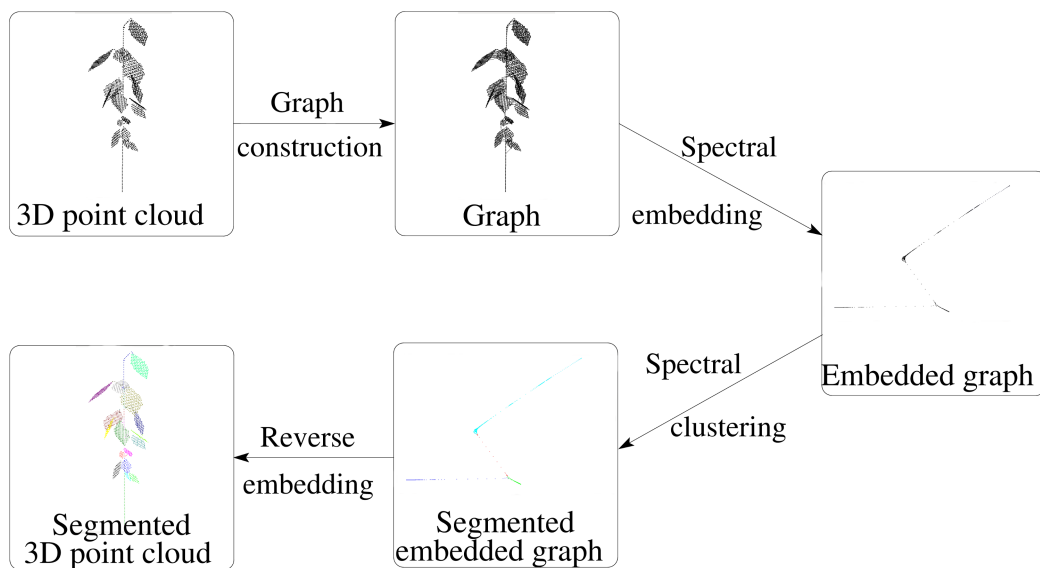 3D point cloud
Graph
construction
Graph
Spectral
embedding
Embedded graph
Spectral
clustering
Segmented
embedded graph
Reverse
embedding
Segmented
3D point cloud